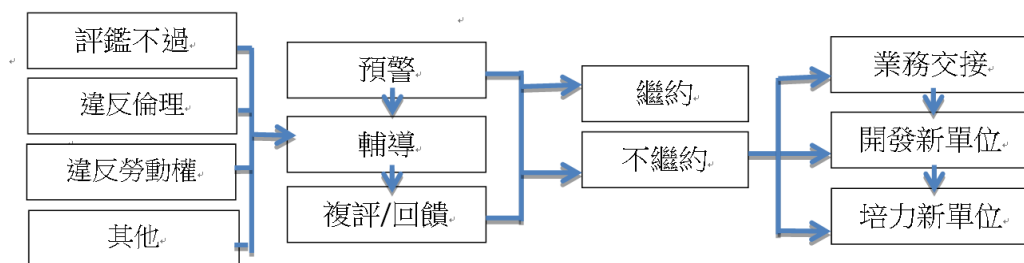 評鑑不過
違反倫理
違反勞動權
其他
預警
輔導
複評/回饋
繼約
不繼約
業務交接
開發新單位
培力新單位